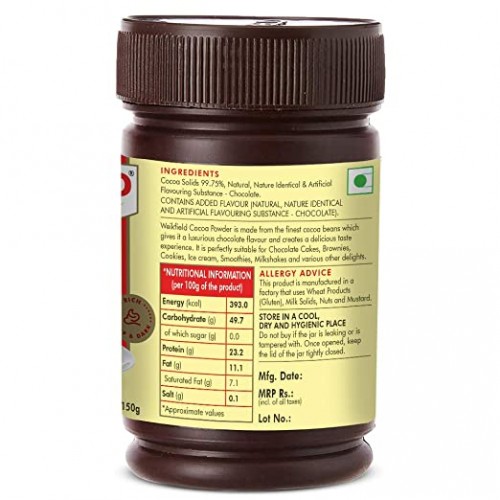 INGREDIENTS
Cocoa Solids 99.75%, Natural, Nature Identical & Artificial
Flavouring Substance - Chocolate.
CONTAINS ADDED FLAVOUR (NATURAL, NATURE IDENTICAL
AND ARTIFICIAL FLAVOURING SUBSTANCE - CHOCOLATE).
Weikfield Cocoa Powder is made from the finest cocoa beans which
gives it a luxurious chocolate flavour and creates a delicious taste
experience. It is perfectly suitable for Chocolate Cakes, Brownies,
Cookies, Ice cream, Smoothies, Milkshakes and various other delights.
*NUTRITIONAL INFORMATION
(per 100g of the product)
Energy (kcal) 393.0
Carbohydrate (g) 49.7
of which sugar (g) 0.0
Protein (g) 23.2
Fat (g) 11.1
Saturated Fat (g) 7.1
Salt (g) 0.1
*Approximate values
ALLERGY ADVICE
This product is manufactured in a
factory that uses Wheat Products
(Gluten), Milk Solids, Nuts and Mustard.
STORE IN A COOL,
DRY AND HYGIENIC PLACE
Do not buy if the jar is leaking or is
tampered with. Once opened, keep
the lid of the jar tightly closed.
Mfg. Date:
MRP Rs.:
(incl. of all taxes)
Lot No.:
D®
RICH
& DARK
150g